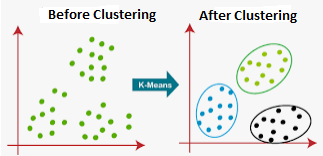 Before Clustering
After Clustering
K-Means